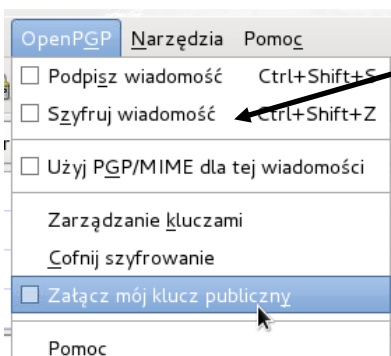 OpenPGP Narzędzia Pomoc
Podpisz wiadomość Ctrl+Shift+S
Szyfruj wiadomość Ctrl+Shift+Z
Użyj PGP/MIME dla tej wiadomości
Zarządzanie kluczami
Cofnij szyfrowanie
Załącz mój klucz publiczny
Pomoc